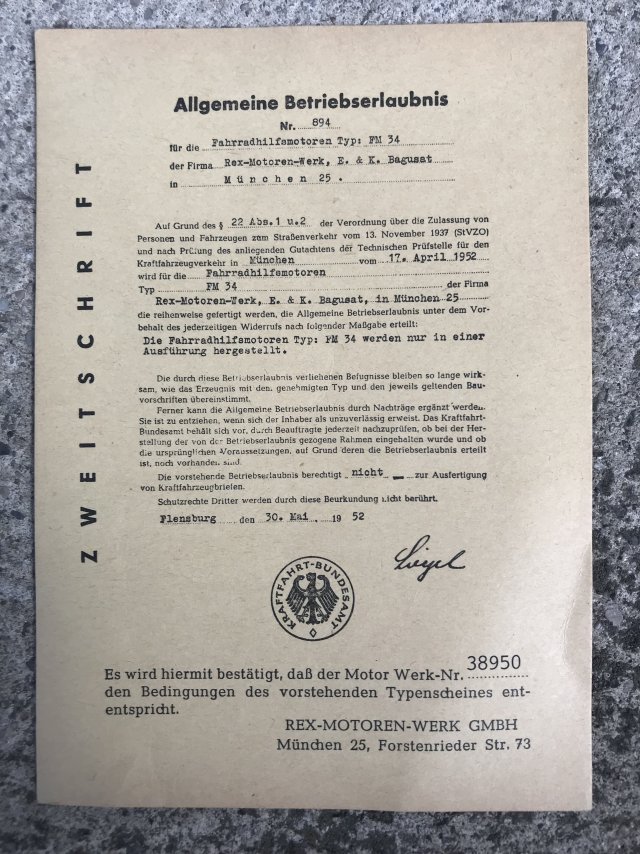 Allgemeine Betriebserlaubnis
Nr. 894
für die Fahrradhilfsmotoren Typ: FM 34
der Firma Rex-Motoren-Werk, E. & K. Bagusat
in München 25.
ZWEITSCHRIFT
Auf Grund des § 22 Abs.1 u.2 der Verordnung über die Zulassung von
Personen und Fahrzeugen zum Straßenverkehr vom 13. November 1937 (StVZO)
und nach Prüfung des anliegenden Gutachtens der Technischen Prüfstelle für den
Kraftfahrzeugverkehr in München vom 17. April 1952
wird für die Fahrradhilfsmotoren
Typ FM 34 der Firma
Rex-Motoren-Werk, E. & K. Bagusat, in München 25
die reihenweise gefertigt werden, die Allgemeine Betriebserlaubnis unter dem Vor-
behalt des jederzeitigen Widerrufs nach folgender Maßgabe erteilt:
Die Fahrradhilfsmotoren Typ: FM 34 werden nur in einer
Ausführung hergestellt.
Die durch diese Betriebserlaubnis verliehenen Befugnisse bleiben so lange wirk-
sam, wie das Erzeugnis mit den genehmigten Typ und den jeweils geltenden Bau-
vorschriften übereinstimmt.
Ferner kann die Allgemeine Betriebserlaubnis durch Nachträge ergänzt werden.
Sie ist zu entziehen, wenn sich der Inhaber als unzuverlässig erweist. Das Kraftfahrt-
Bundesamt behält sich vor, durch Beauftragte jederzeit nachzuprüfen, ob bei der Her-
stellung der von der Betriebserlaubnis gezogene Rahmen eingehalten wurde und ob
die ursprünglichen Voraussetzungen, auf Grund deren die Betriebserlaubnis erteilt
ist, noch vorhanden sind.
Die vorstehende Betriebserlaubnis berechtigt nicht zur Ausfertigung
von Kraftfahrzeugbriefen.
Schutzrechte Dritter werden durch diese Beurkundung nicht berührt.
Flensburg den 30. Mai 1952
KRAFTFAHRT-BUNDESAMT
Es wird hiermit bestätigt, daß der Motor Werk-Nr. 38950
den Bedingungen des vorstehenden Typenscheines ent-
entspricht.
REX-MOTOREN-WERK GMBH
München 25, Forstenrieder Str. 73